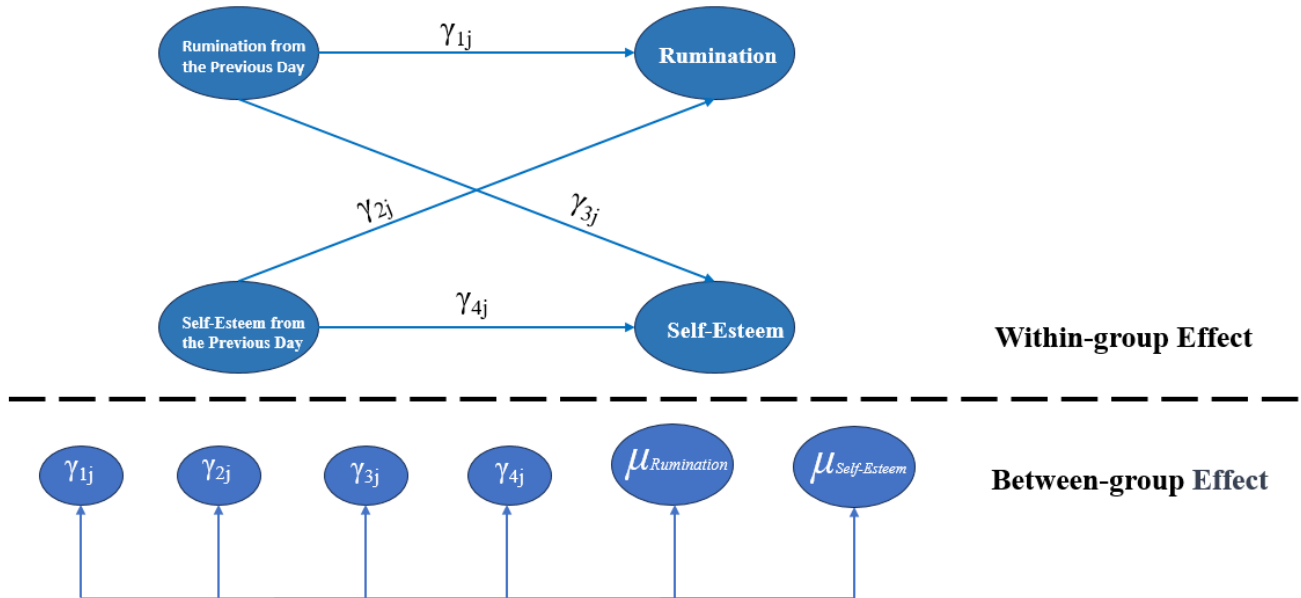 Rumination from
the Previous Day
γ1j
Rumination
γ2j
γ3j
Self-Esteem from
the Previous Day
γ4j
Self-Esteem
Within-group Effect
γ1j
γ2j
γ3j
γ4j
μRumination
μSelf-Esteem
Between-group Effect